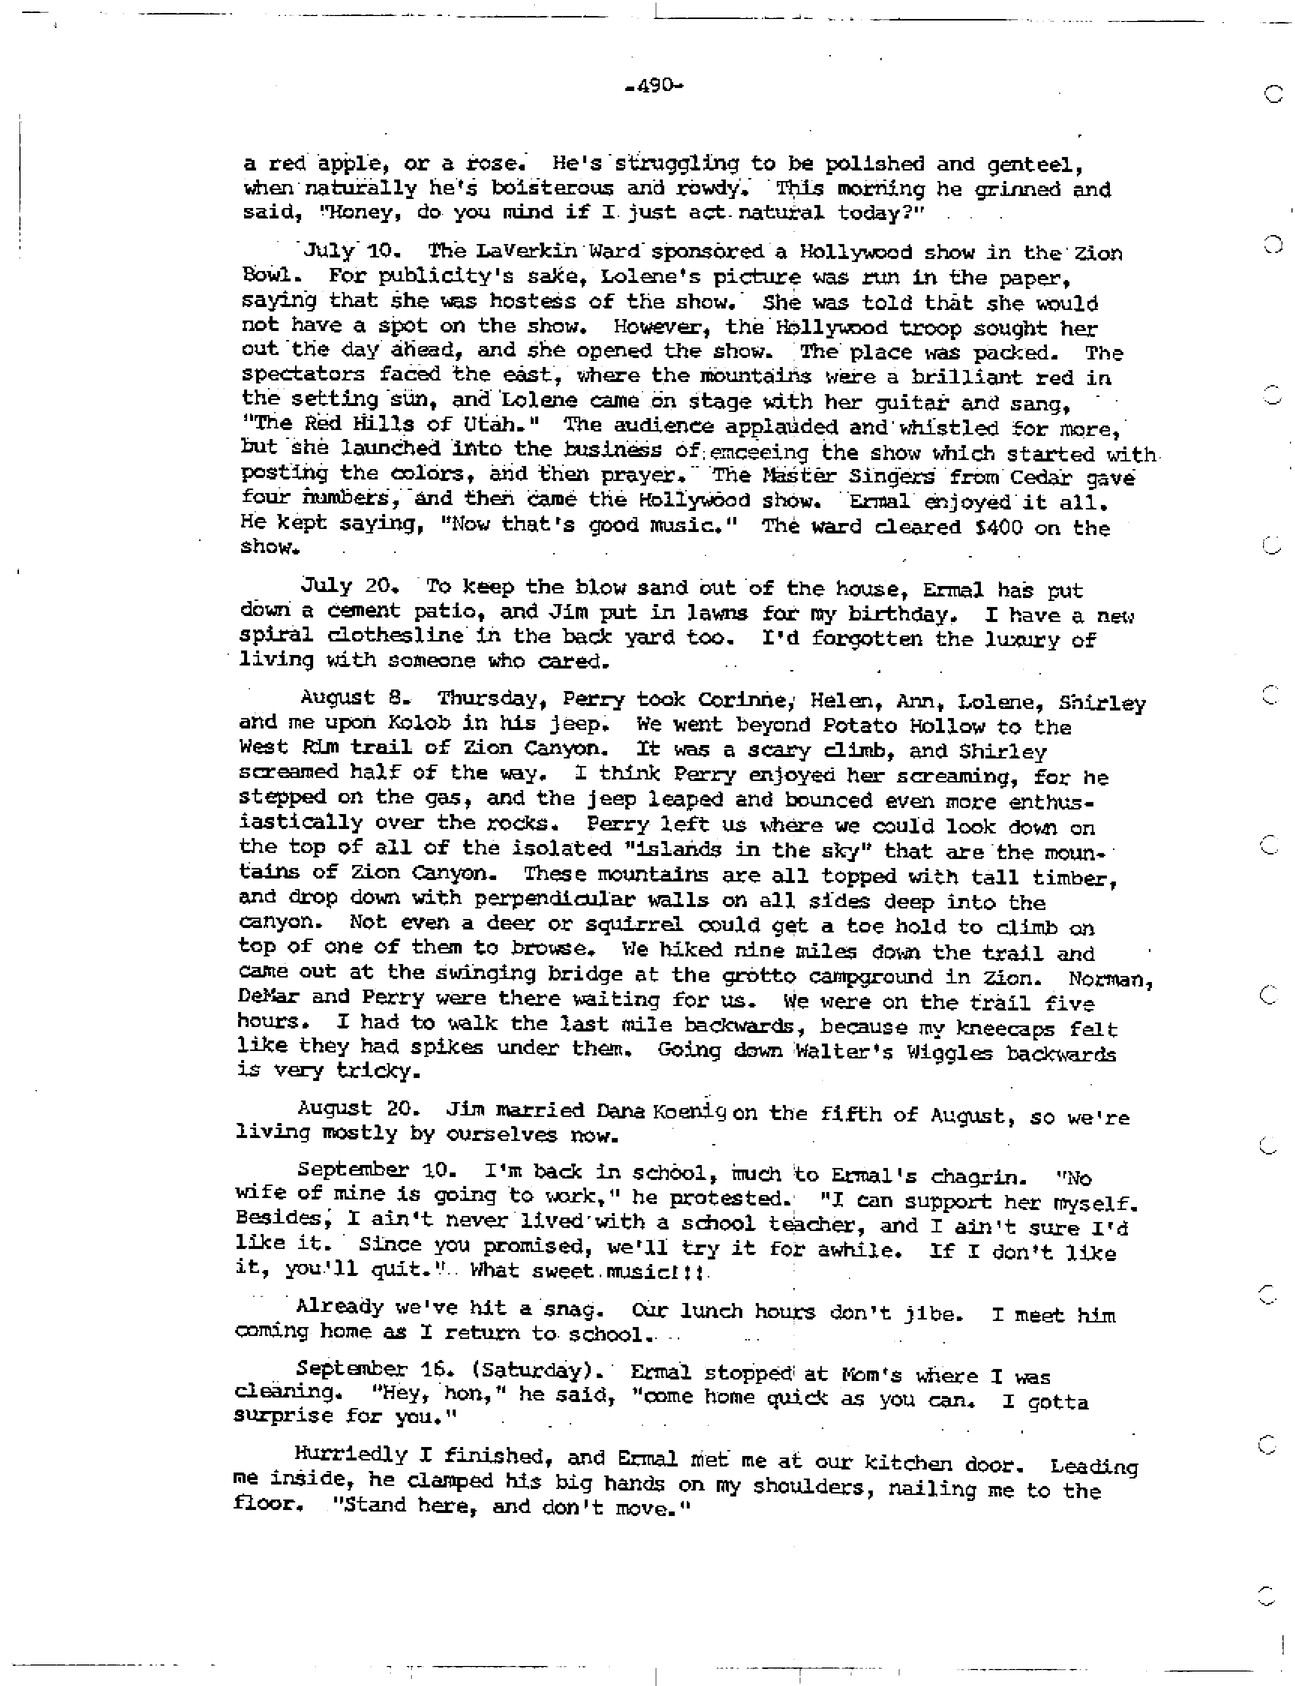 -490-
a red apple, or a rose. He's struggling to be polished and genteel,
when naturally he's boisterous and rowdy. This morning he grinned and
said, "Honey, do you mind if I just act natural today?"
July 10. The LaVerkin Ward sponsored a Hollywood show in the Zion
Bowl. For publicity's sake, Lolene's picture was run in the paper,
saying that she was hostess of the show. She was told that she would
not have a spot on the show. However, the Hollywood troop sought her
out the day ahead, and she opened the show. The place was packed. The
spectators faced the east, where the mountains were a brilliant red in
the setting sun, and Lolene came on stage with her guitar and sang,
"The Red Hills of Utah." The audience applauded and whistled for more,
but she launched into the business of emceeing the show which started with
posting the colors, and then prayer. The Master Singers from Cedar gave
four numbers, and then came the Hollywood show. Ermal enjoyed it all.
He kept saying, "Now that's good music." The ward cleared $400 on the
show.
July 20. To keep the blow sand out of the house, Ermal has put
down a cement patio, and Jim put in lawns for my birthday. I have a new
spiral clothesline in the back yard too. I'd forgotten the luxury of
living with someone who cared.
August 8. Thursday, Perry took Corinne, Helen, Ann, Lolene, Shirley
and me upon Kolob in his jeep. We went beyond Potato Hollow to the
West Rim trail of Zion Canyon. It was a scary climb, and Shirley
screamed half of the way. I think Perry enjoyed her screaming, for he
stepped on the gas, and the jeep leaped and bounced even more enthus-
iastically over the rocks. Perry left us where we could look down on
the top of all of the isolated "islands in the sky" that are the moun-
tains of Zion Canyon. These mountains are all topped with tall timber,
and drop down with perpendicular walls on all sides deep into the
canyon. Not even a deer or squirrel could get a toe hold to climb on
top of one of them to browse. We hiked nine miles down the trail and
came out at the swinging bridge at the grotto campground in Zion. Norman,
DeMar and Perry were there waiting for us. We were on the trail five
hours. I had to walk the last mile backwards, because my kneecaps felt
like they had spikes under them. Going down Walter's Wiggles backwards
is very tricky.
August 20. Jim married Dana Koenig on the fifth of August, so we're
living mostly by ourselves now.
September 10. I'm back in school, much to Ermal's chagrin. "No
wife of mine is going to work," he protested. "I can support her myself.
Besides, I ain't never lived with a school teacher, and I ain't sure I'd
like it. Since you promised, we'll try it for awhile. If I don't like
it, you'll quit." What sweet music!!!
Already we've hit a snag. Our lunch hours don't jibe. I meet him
coming home as I return to school.
September 16. (Saturday). Ermal stopped at Mom's where I was
cleaning. "Hey, hon," he said, "come home quick as you can. I gotta
surprise for you."
Hurriedly I finished, and Ermal met me at our kitchen door. Leading
me inside, he clamped his big hands on my shoulders, nailing me to the
floor. "Stand here, and don't move."